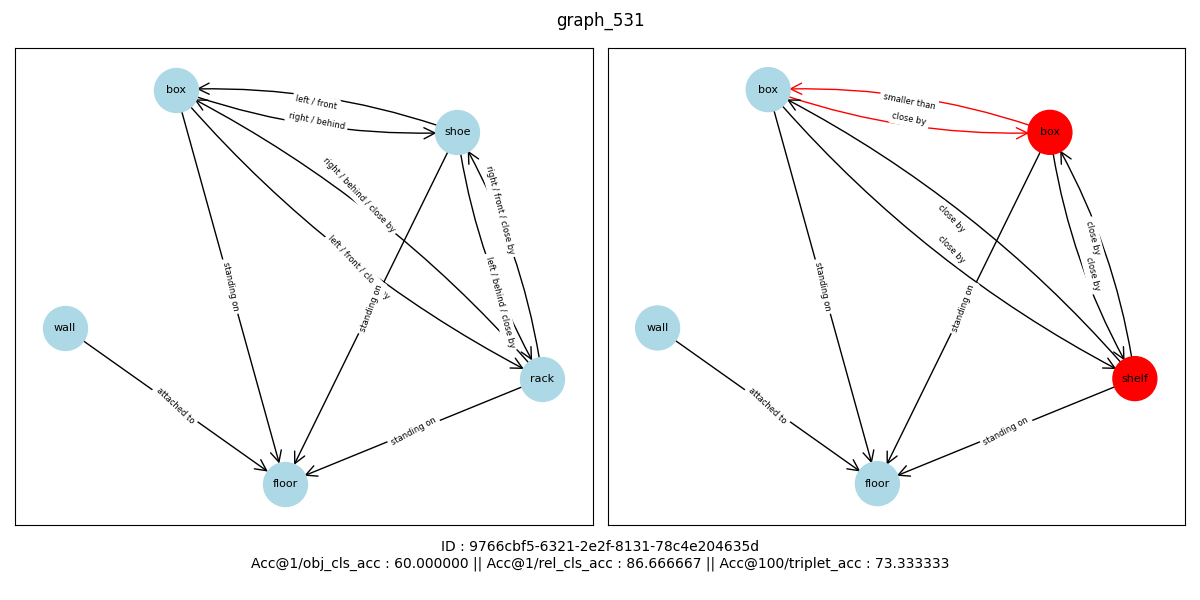 graph_531
box
left / front
right / behind
shoe
right / behind / close by
right / front / close by
left / front / clo
y
left / behind / close by
standing on
standing on
wall
attached to
rack
standing on
floor
box
smaller than
close by
box
close by
close by
close by
close by
standing on
standing on
wall
attached to
shelf
standing on
floor
ID : 9766cbf5-6321-2e2f-8131-78c4e204635d
Acc@1/obj_cls_acc : 60.000000 || Acc@1/rel_cls_acc : 86.666667 || Acc@100/triplet_acc : 73.333333